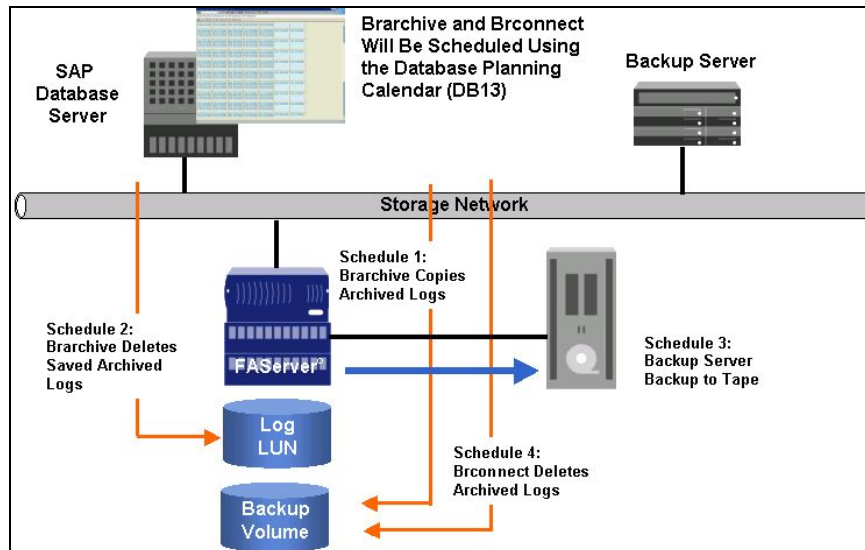 Brarchive and Brconnect
Will Be Scheduled Using
the Database Planning
Calendar (DB13)
SAP
Database
Server
Backup Server
Storage Network
Schedule 1:
Brarchive Copies
Archived Logs
Schedule 2:
Brarchive Deletes
Saved Archived
Logs
FAServer
Schedule 3:
Backup Server
Backup to Tape
Log
LUN
Schedule 4:
Brconnect Deletes
Archived Logs
Backup
Volume